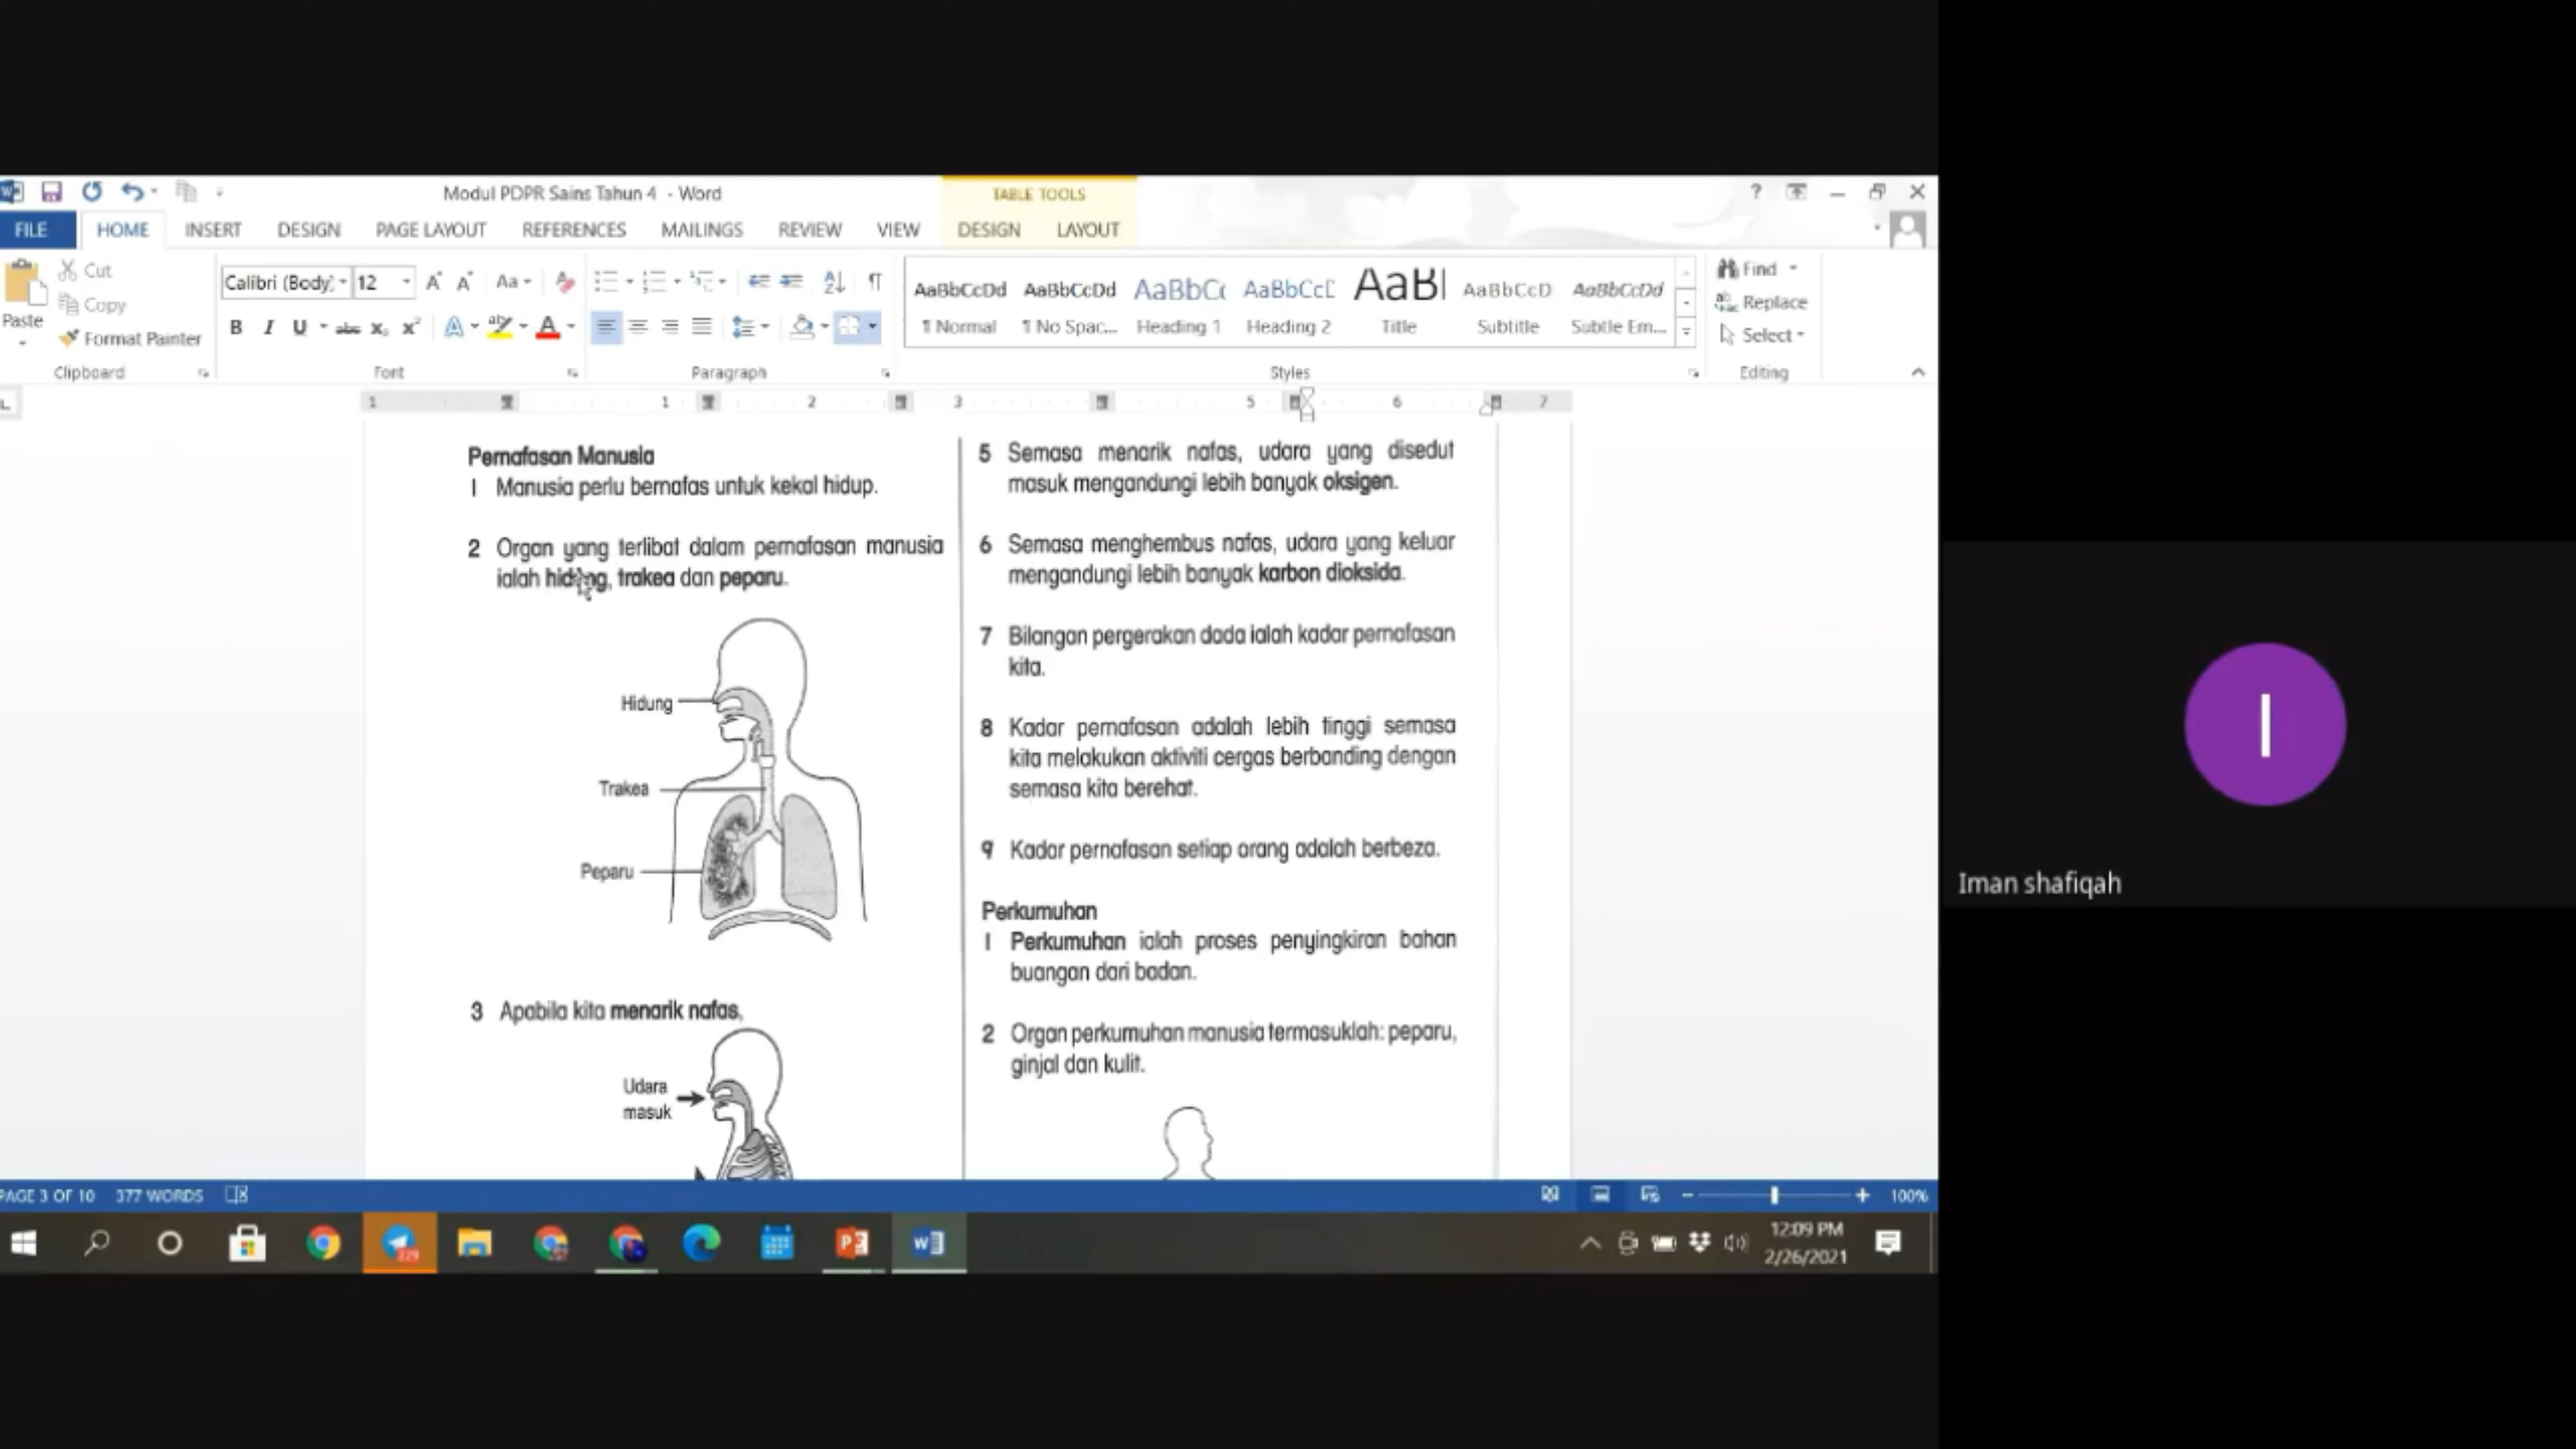 Modul PDPR Sains Tahun 4 - Word
TABLE TOOLS
FILE HOME INSERT DESIGN PAGE LAYOUT REFERENCES MAILINGS REVIEW VIEW DESIGN LAYOUT
Paste
Cut
Copy
Format Painter
Clipboard
Calibri (Body) 12
Font
Paragraph
AaBbCcDd AaBbCcDd AaBbCc AaBbCcD AaBl AaBbCcD AaBbCcDd
¶ Normal ¶ No Spac... Heading 1 Heading 2 Title Subtitle Subtle Em...
Styles
Find
Replace
Select
Editing
1 1 2 3 5 6 7
Pernafasan Manusia
1 Manusia perlu bernafas untuk kekal hidup.
2 Organ yang terlibat dalam pernafasan manusia
ialah hidung, trakea dan peparu.
Hidung
Trakea
Peparu
3 Apabila kita menarik nafas,
Udara
masuk
5 Semasa menarik nafas, udara yang disedut
masuk mengandungi lebih banyak oksigen.
6 Semasa menghembus nafas, udara yang keluar
mengandungi lebih banyak karbon dioksida.
7 Bilangan pergerakan dada ialah kadar pernafasan
kita.
8 Kadar pernafasan adalah lebih tinggi semasa
kita melakukan aktiviti cergas berbanding dengan
semasa kita berehat.
9 Kadar pernafasan setiap orang adalah berbeza.
Perkumuhan
1 Perkumuhan ialah proses penyingkiran bahan
buangan dari badan.
2 Organ perkumuhan manusia termasuklah: peparu,
ginjal dan kulit.
PAGE 3 OF 10 377 WORDS
100%
229
12:09 PM
2/26/2021
I
Iman shafiqah